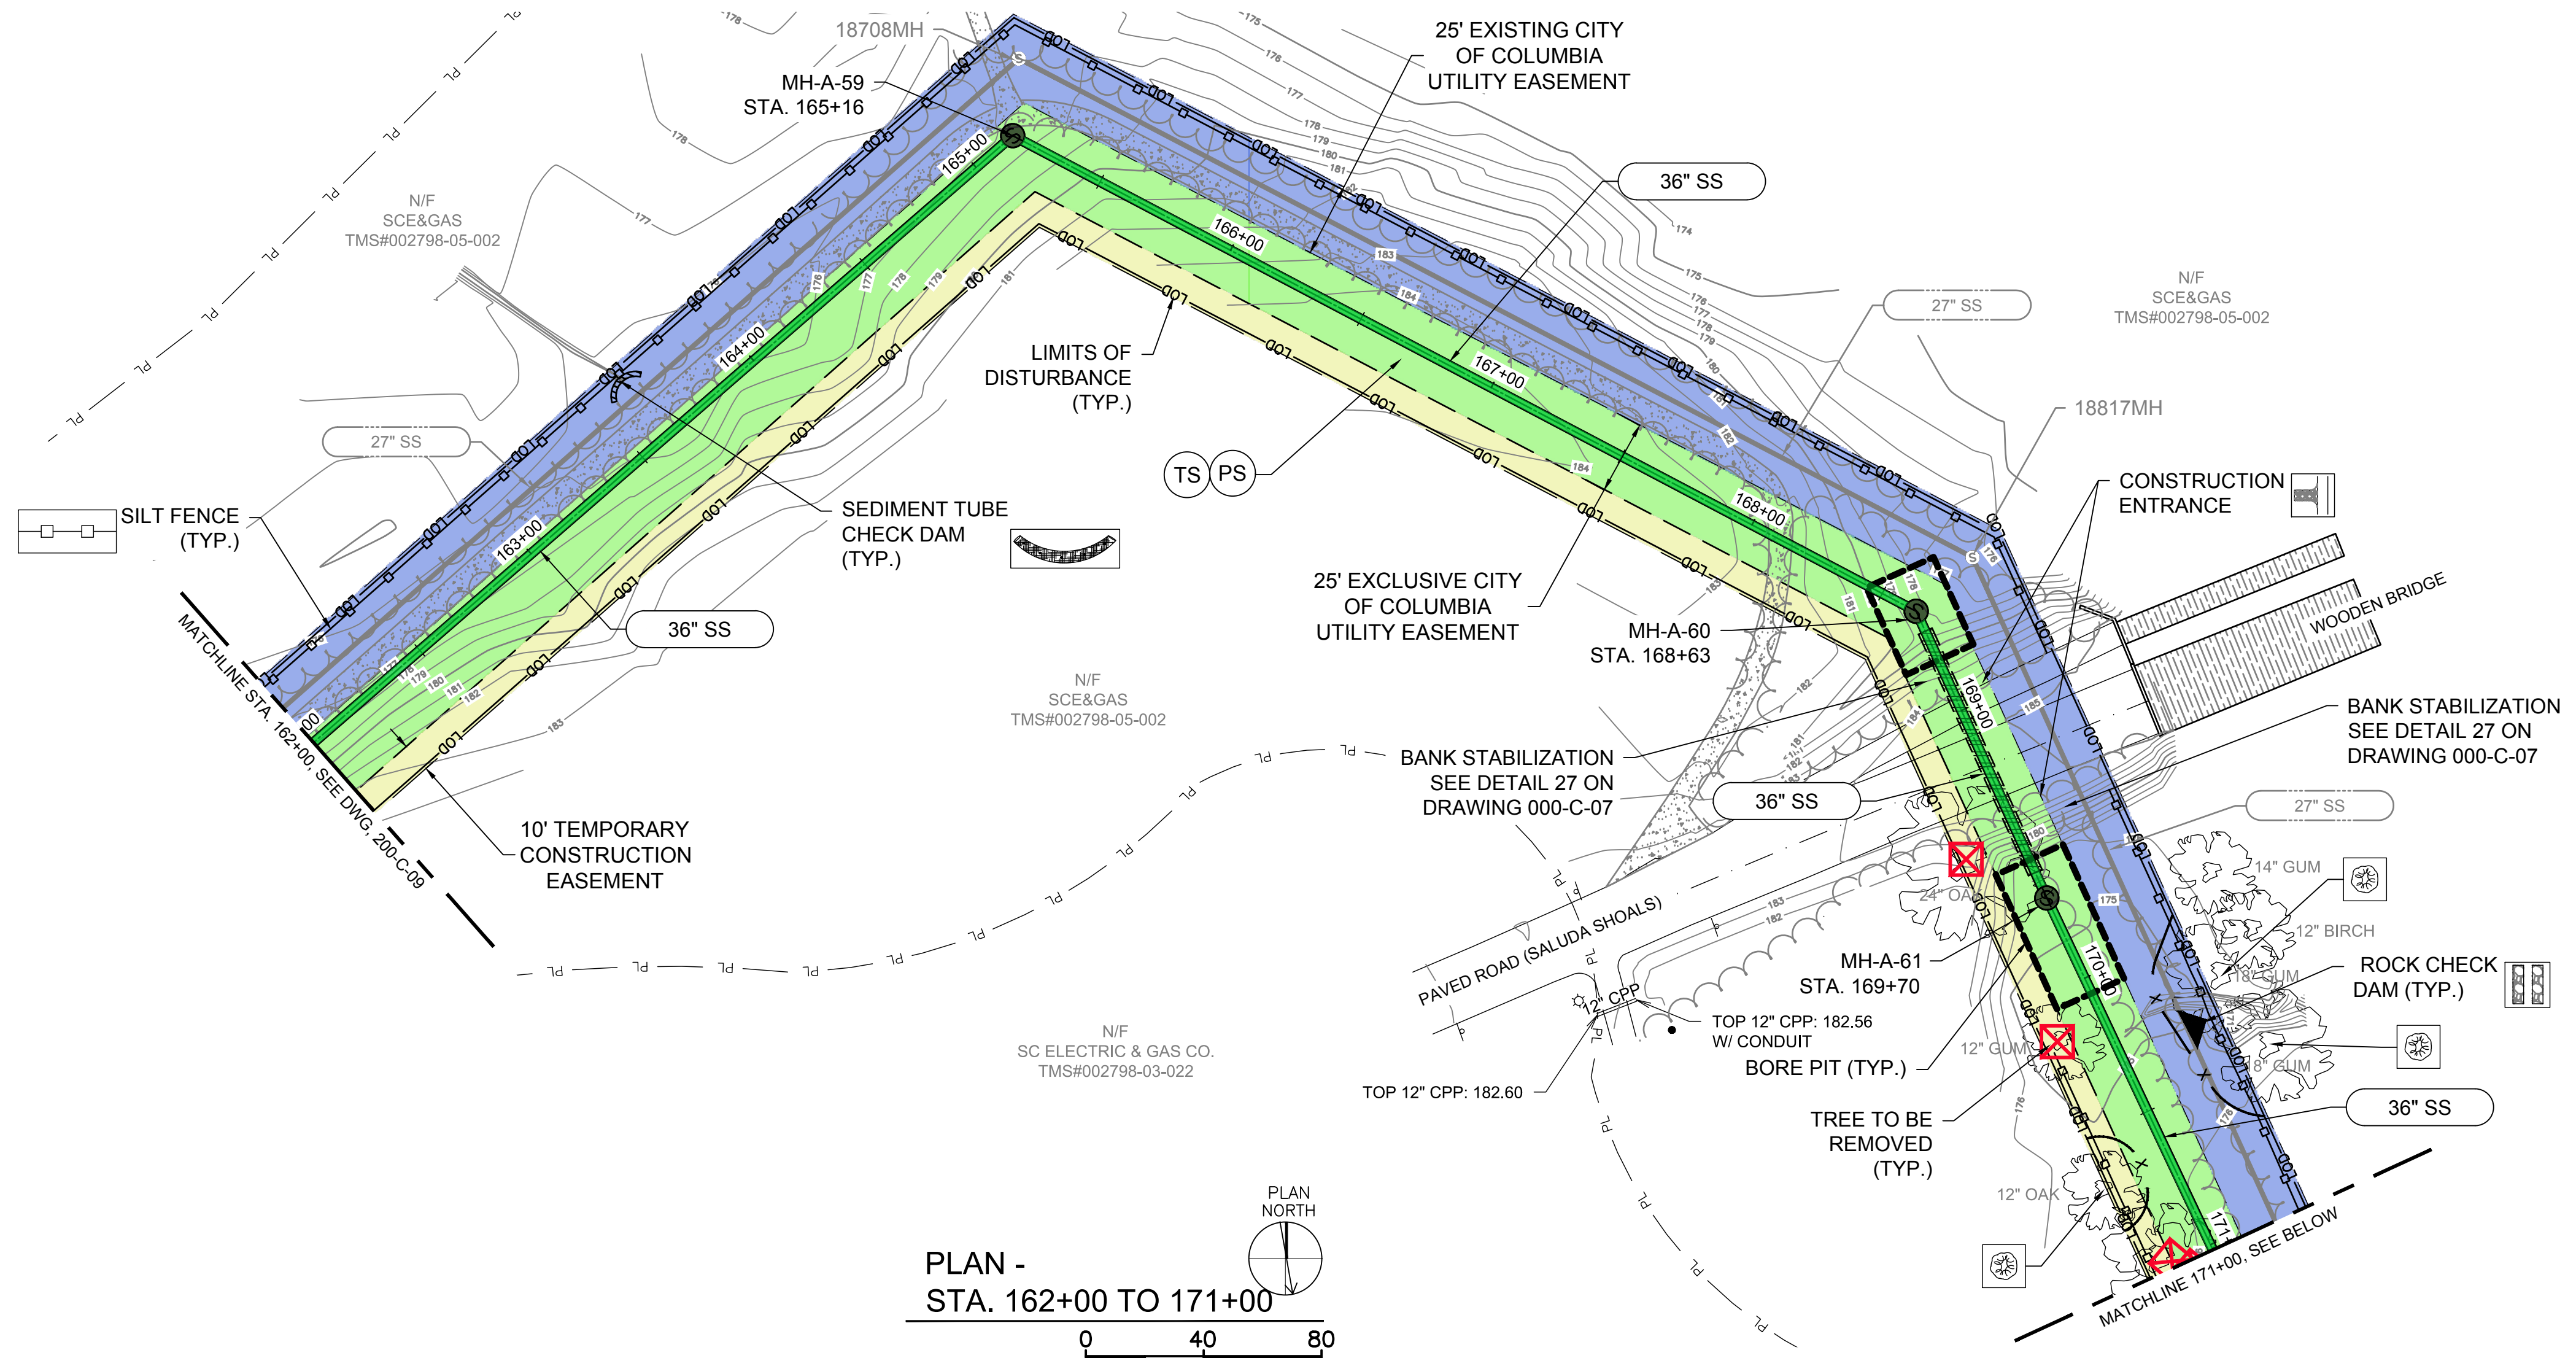 18708MH
MH-A-59
STA. 165+16
25' EXISTING CITY
OF COLUMBIA
UTILITY EASEMENT
36" SS
N/F
SCE&GAS
TMS#002798-05-002
165+00
166+00
183
184
27" SS
N/F
SCE&GAS
TMS#002798-05-002
LIMITS OF
DISTURBANCE
(TYP.)
164+00
167+00
18817MH
27" SS
TS
PS
CONSTRUCTION
ENTRANCE
SILT FENCE
(TYP.)
163+00
SEDIMENT TUBE
CHECK DAM
(TYP.)
168+00
25' EXCLUSIVE CITY
OF COLUMBIA
UTILITY EASEMENT
WOODEN BRIDGE
36" SS
MH-A-60
STA. 168+63
MATCHLINE STA. 162+00, SEE DWG, 200-C-09
N/F
SCE&GAS
TMS#002798-05-002
169+00
BANK STABILIZATION
SEE DETAIL 27 ON
DRAWING 000-C-07
BANK STABILIZATION
SEE DETAIL 27 ON
DRAWING 000-C-07
36" SS
27" SS
10' TEMPORARY
CONSTRUCTION
EASEMENT
14" GUM
24" OAK
12" BIRCH
PAVED ROAD (SALUDA SHOALS)
MH-A-61
STA. 169+70
170+00
18" GUM
ROCK CHECK
DAM (TYP.)
12" CPP
TOP 12" CPP: 182.56
W/ CONDUIT
12" GUM
BORE PIT (TYP.)
N/F
SC ELECTRIC & GAS CO.
TMS#002798-03-022
18" GUM
TOP 12" CPP: 182.60
36" SS
TREE TO BE
REMOVED
(TYP.)
12" OAK
PLAN
NORTH
MATCHLINE 171+00, SEE BELOW
PLAN -
STA. 162+00 TO 171+00
0 40 80